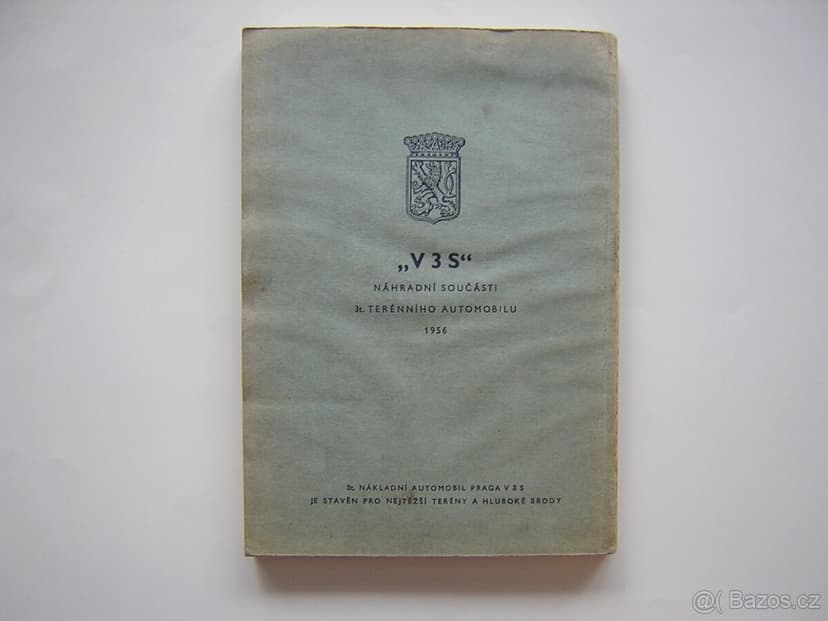 „V 3 S“
NÁHRADNÍ SOUČÁSTI
3t. TERÉNNÍHO AUTOMOBILU
1956
3t. NÁKLADNÍ AUTOMOBIL PRAGA V 3 S
JE STAVĚN PRO NEJTĚŽŠÍ TERÉNY A HLUBOKÉ BRODY
@( Bazos.cz